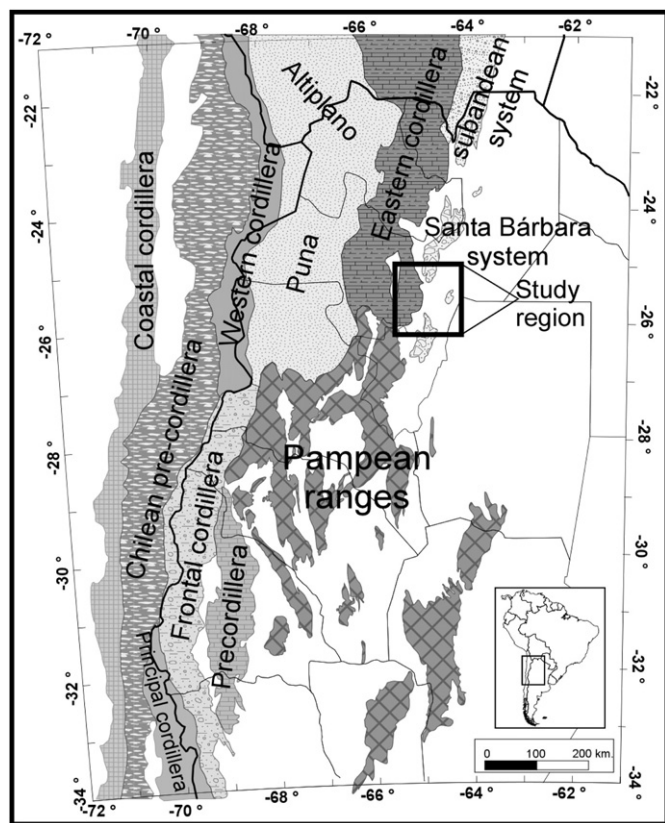 -72 °
-70 °
-68 °
-66 °
-64 °
-62 °
-22 °
-24 °
-26 °
-28 °
-30 °
-32 °
-34 °
-22 °
-24 °
-26 °
-28 °
-30 °
-32 °
-34 °
Coastal cordillera
Chilean pre-cordillera
Western cordillera
Altiplano
Puna
Eastern cordillera
subandean
system
Santa Bárbara
system
Study
region
Pampean
ranges
Frontal cordillera
Precordillera
Principal cordillera
0 100 200 km.
-72 °
-70 °
-68 °
-66 °
-64 °
-62 °